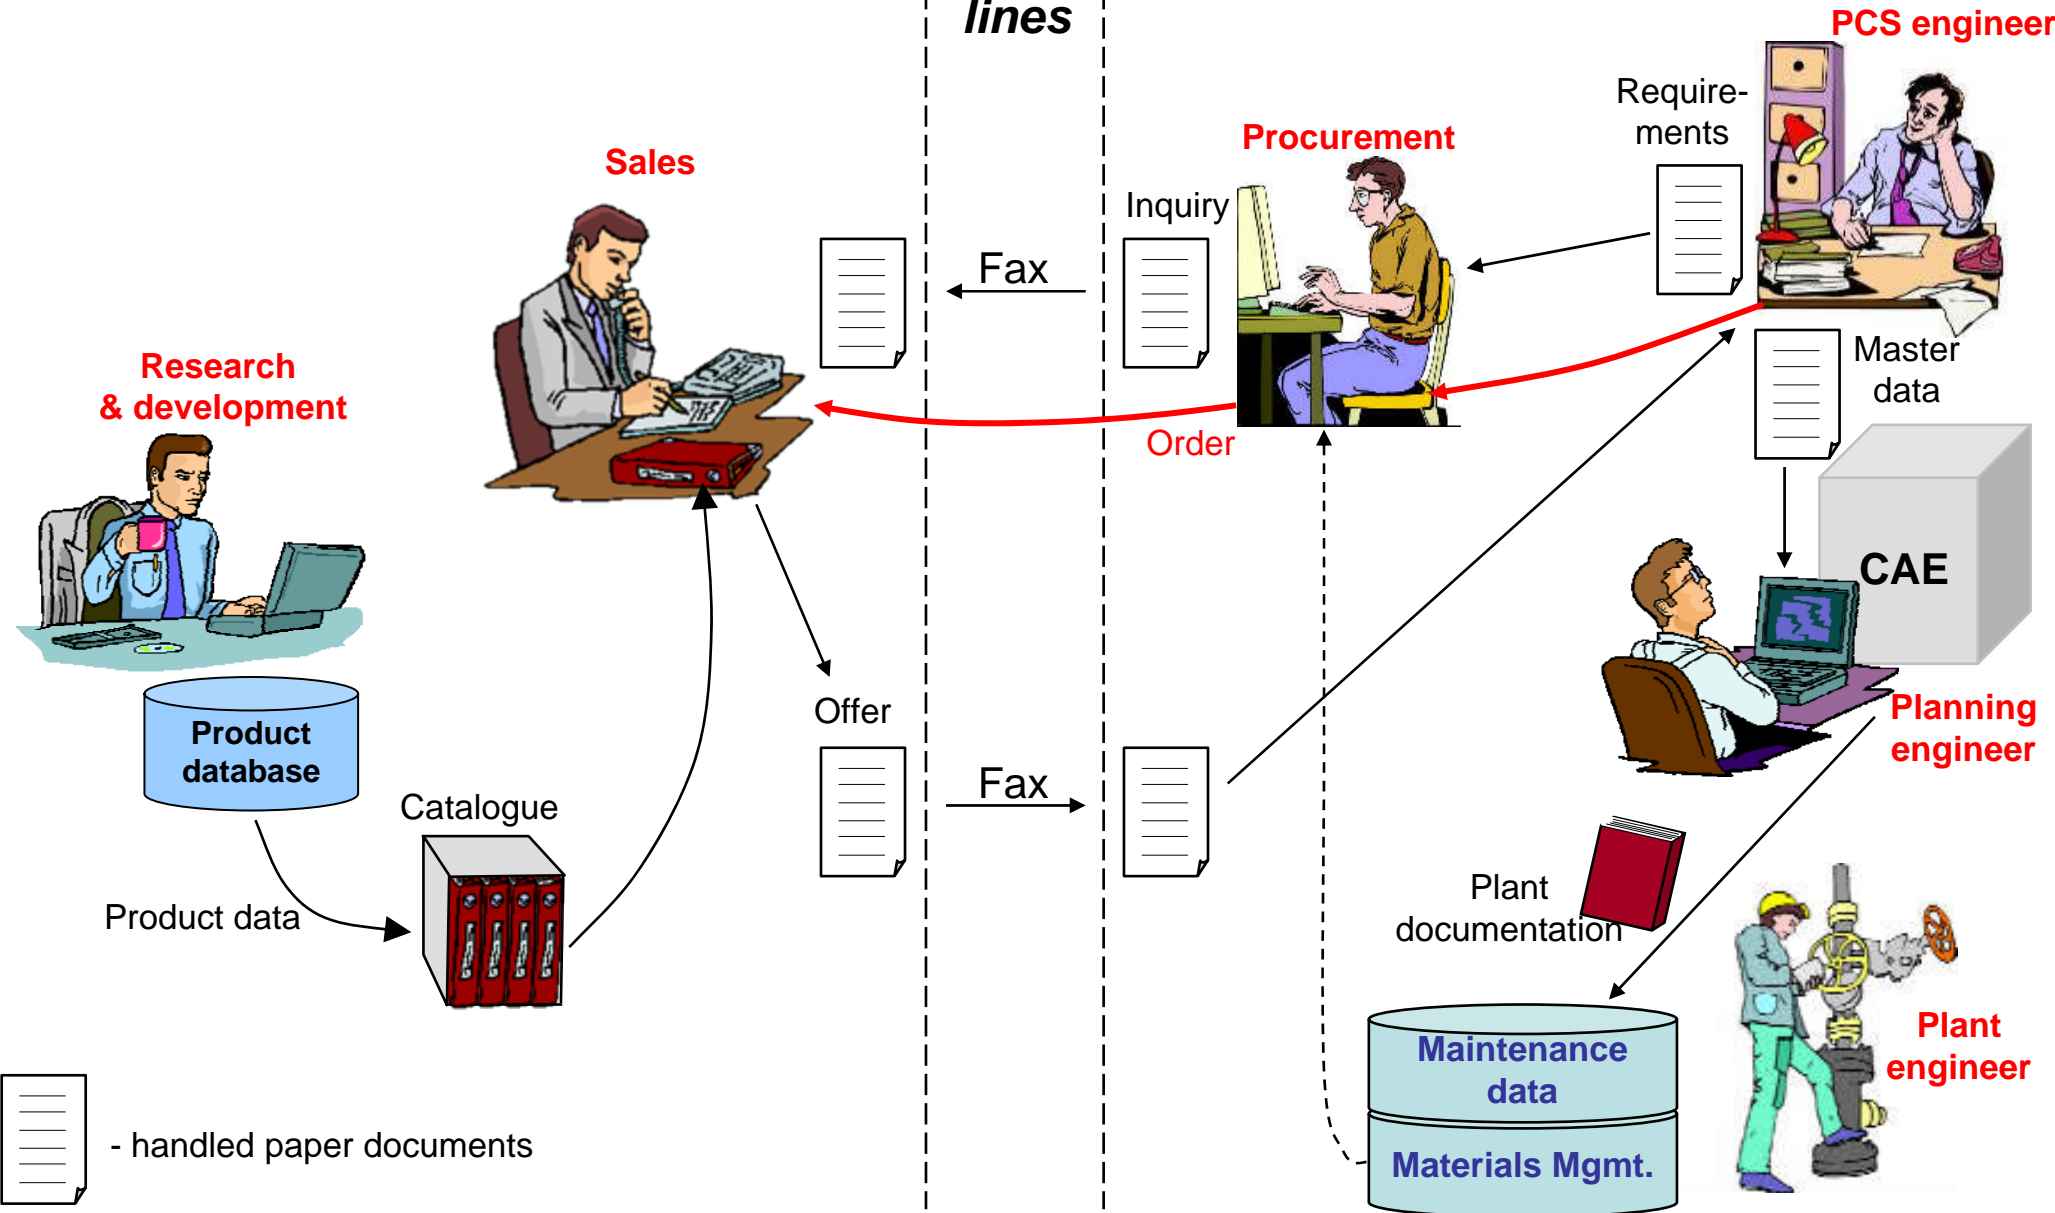 lines
PCS engineer
Require-
ments
Procurement
Sales
Inquiry
Fax
Research
& development
Master
data
Order
CAE
Product
database
Offer
Planning
engineer
Fax
Catalogue
Product data
Plant
documentation
Plant
engineer
Maintenance
data
Materials Mgmt.
- handled paper documents